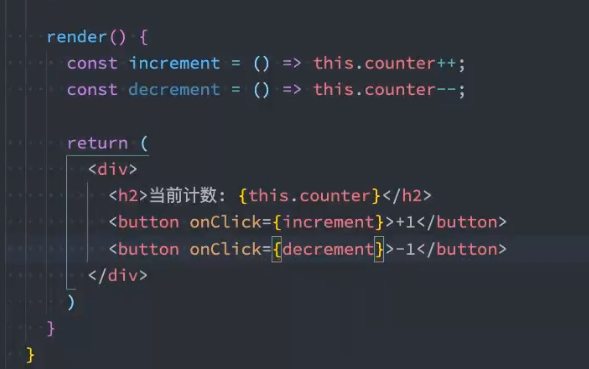 render() {
const increment = () => this.counter++;
const decrement = () => this.counter--;
return (
<div>
<h2>当前计数: {this.counter}</h2>
<button onClick={increment}>+1</button>
<button onClick={decrement}>-1</button>
</div>
)
}
}